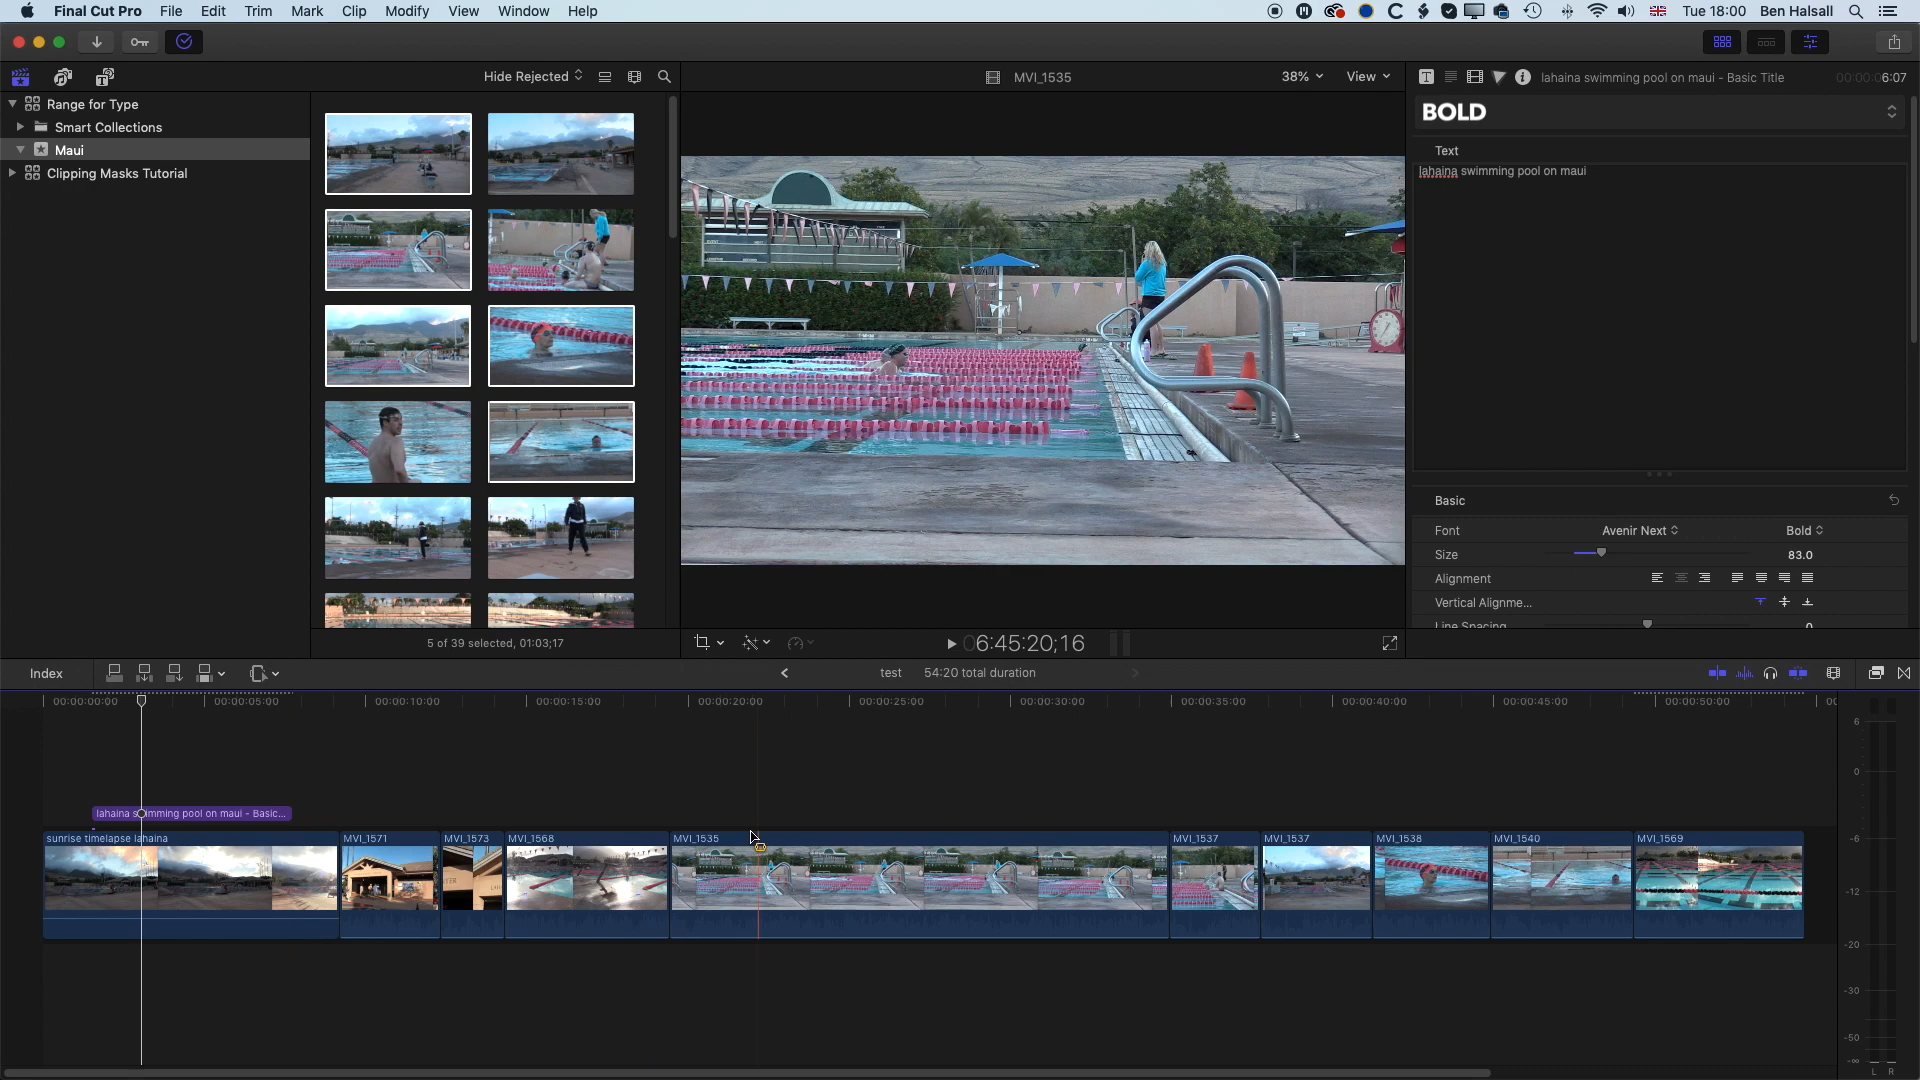 Final Cut Pro File Edit Trim Mark Clip Modify View Window Help Tue 18:00 Ben Halsall
Hide Rejected MVI_1535 38% View lahaina swimming pool on maui - Basic Title 00:00:06:07
Range for Type
Smart Collections
Maui
Clipping Masks Tutorial
BOLD
Text
lahaina swimming pool on maui
Basic
Font Avenir Next Bold
Size 83.0
Alignment
Vertical Alignme...
Line Spacing 0
5 of 39 selected, 01:03;17
06:45:20;16
Index test 54:20 total duration
00:00:00:00 00:00:05:00 00:00:10:00 00:00:15:00 00:00:20:00 00:00:25:00 00:00:30:00 00:00:35:00 00:00:40:00 00:00:45:00 00:00:50:00 00
lahaina swimming pool on maui - Basic...
sunrise timelapse lahaina MVI_1571 MVI_1573 MVI_1568 MVI_1535 MVI_1537 MVI_1537 MVI_1538 MVI_1540 MVI_1569
6
0
-6
-12
-20
-30
-50
-∞
L R